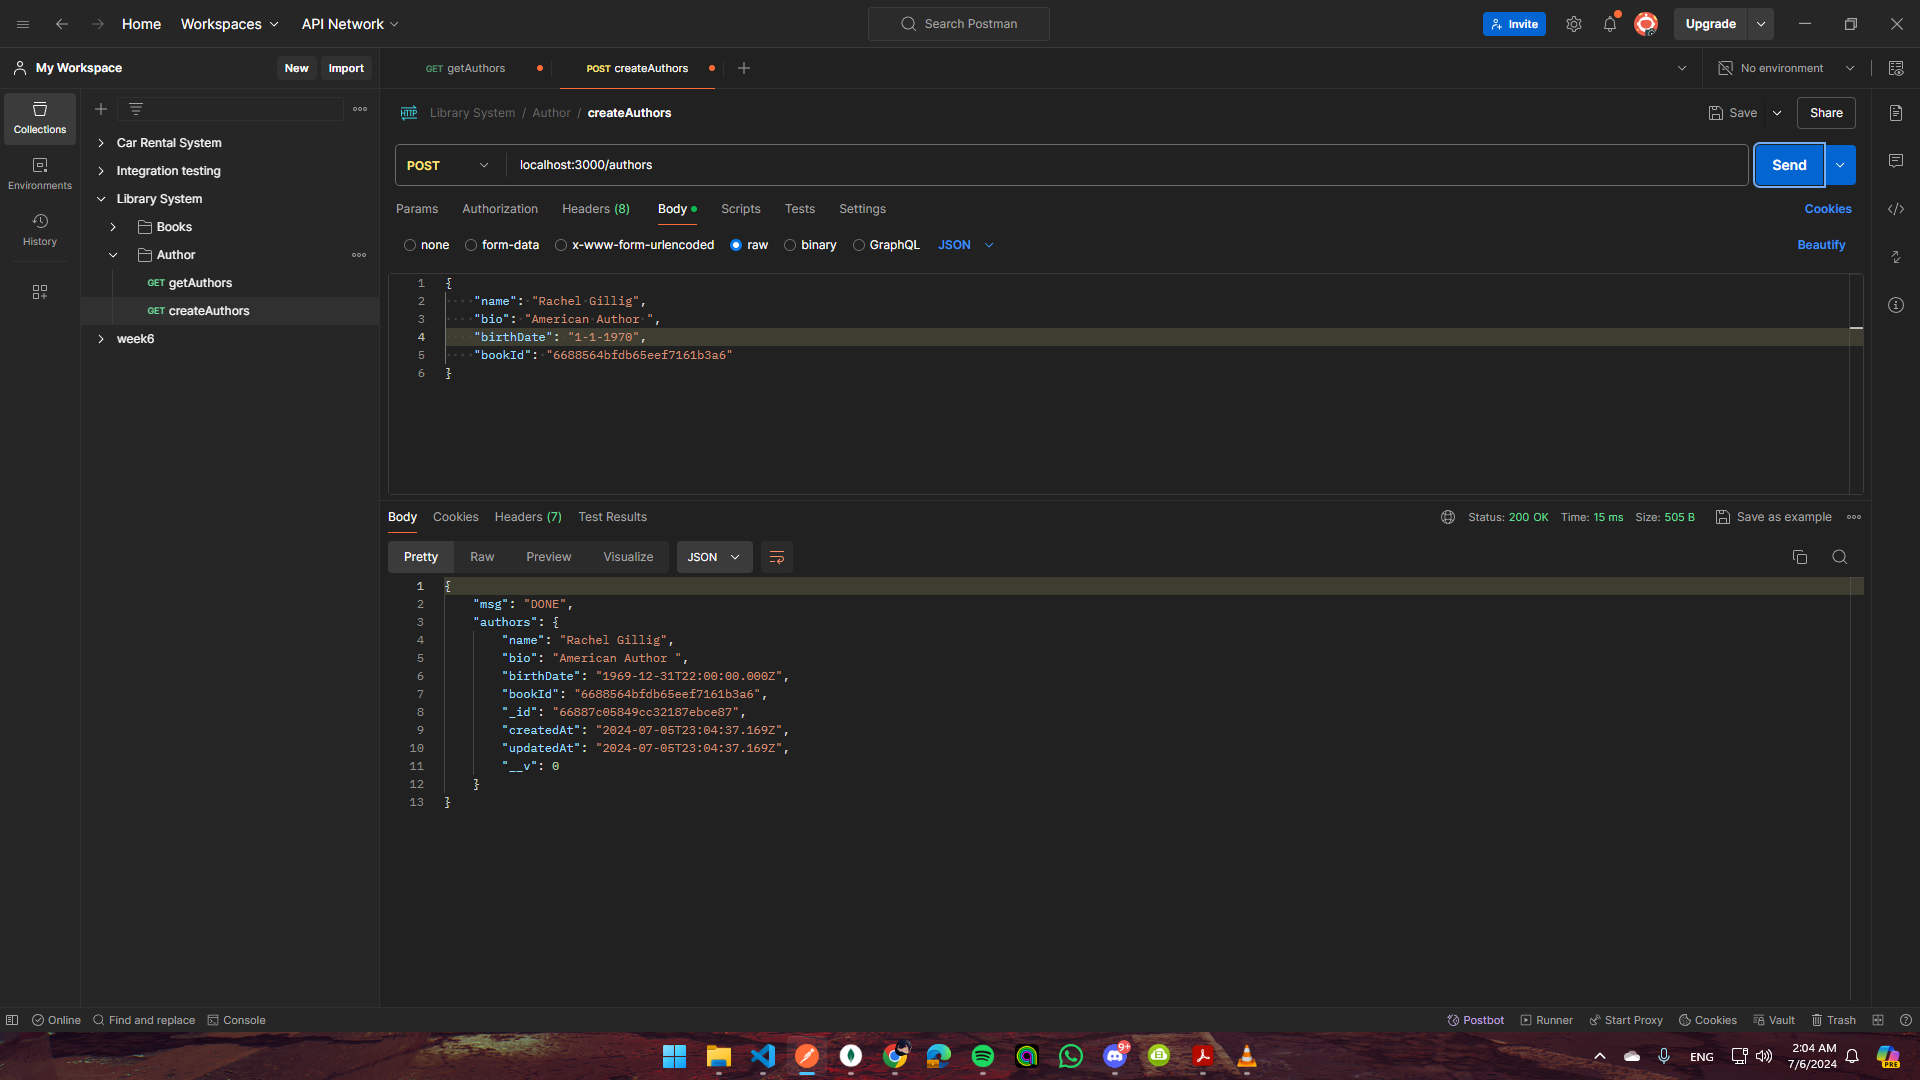 Home
Workspaces
API Network
Search Postman
Invite
Upgrade
My Workspace
New
Import
GET getAuthors
POST createAuthors
No environment
Collections
Environments
History
Car Rental System
Integration testing
Library System
Books
Author
GET getAuthors
GET createAuthors
week6
HTTP
Library System / Author / createAuthors
Save
Share
POST
localhost:3000/authors
Send
Params
Authorization
Headers (8)
Body
Scripts
Tests
Settings
Cookies
none
form-data
x-www-form-urlencoded
raw
binary
GraphQL
JSON
Beautify
1 {
2 "name": "Rachel Gillig",
3 "bio": "American Author ",
4 "birthDate": "1-1-1970",
5 "bookId": "6688564bfdb65eef7161b3a6"
6 }
Body
Cookies
Headers (7)
Test Results
Status: 200 OK
Time: 15 ms
Size: 505 B
Save as example
Pretty
Raw
Preview
Visualize
JSON
1 {
2 "msg": "DONE",
3 "authors": {
4 "name": "Rachel Gillig",
5 "bio": "American Author ",
6 "birthDate": "1969-12-31T22:00:00.000Z",
7 "bookId": "6688564bfdb65eef7161b3a6",
8 "_id": "66887c05849cc32187ebce87",
9 "createdAt": "2024-07-05T23:04:37.169Z",
10 "updatedAt": "2024-07-05T23:04:37.169Z",
11 "__v": 0
12 }
13 }
Online
Find and replace
Console
Postbot
Runner
Start Proxy
Cookies
Vault
Trash
9+
ENG
2:04 AM
7/6/2024
PRE